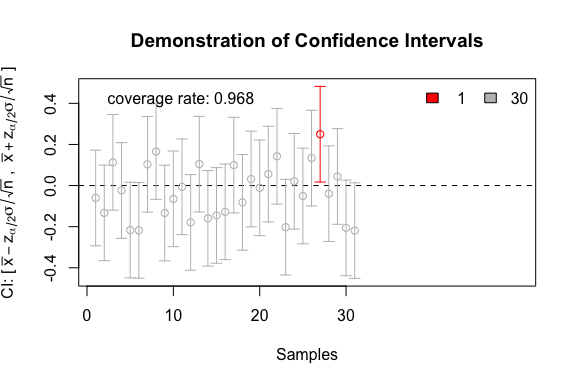 Demonstration of Confidence Intervals
CI: [ x̅ − zα/2σ/√n , x̅ + zα/2σ/√n ]
coverage rate: 0.968
1 30
0.4
0.2
0.0
-0.2
-0.4
0 10 20 30
Samples